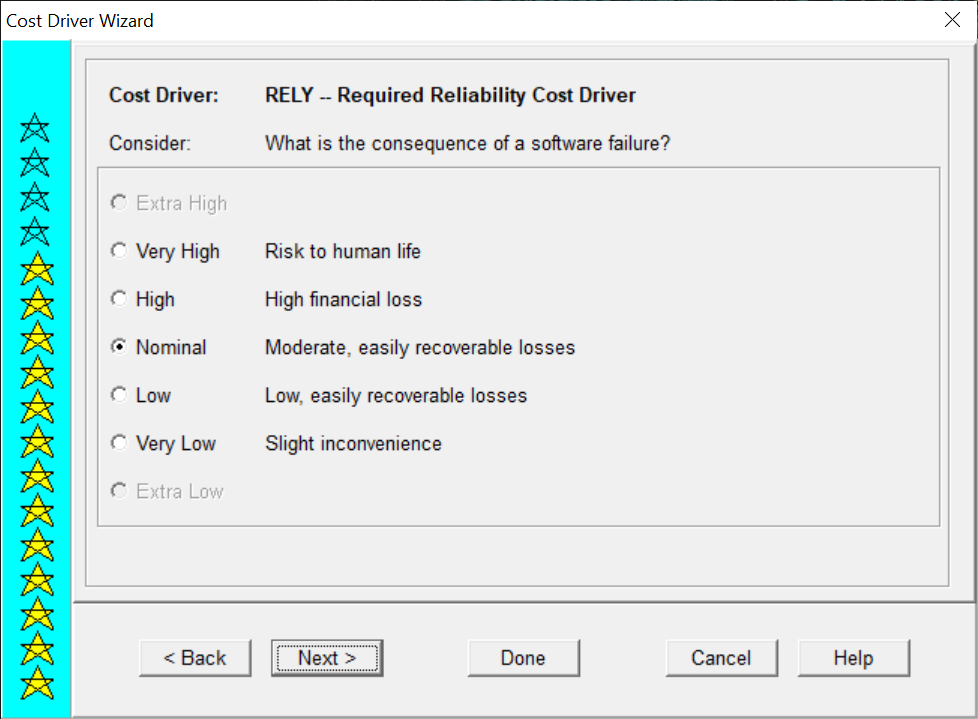 Cost Driver Wizard
Cost Driver: RELY -- Required Reliability Cost Driver
Consider: What is the consequence of a software failure?
Extra High
Very High Risk to human life
High High financial loss
Nominal Moderate, easily recoverable losses
Low Low, easily recoverable losses
Very Low Slight inconvenience
Extra Low
< Back Next > Done Cancel Help